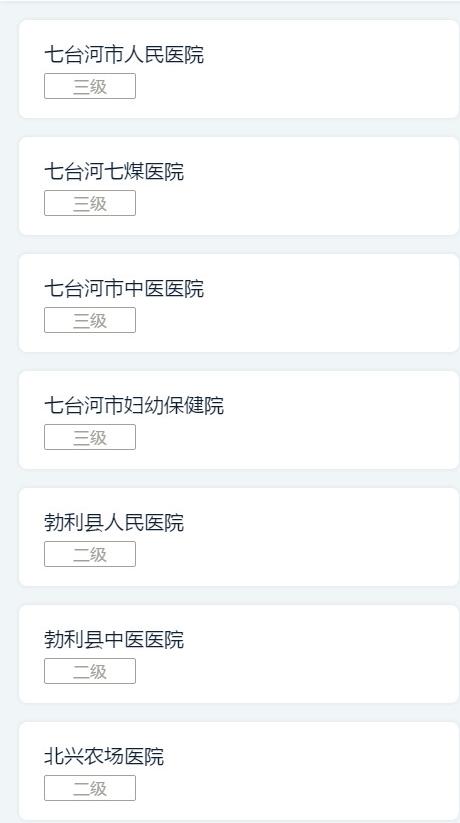 七台河市人民医院
三级
七台河七煤医院
三级
七台河市中医医院
三级
七台河市妇幼保健院
三级
勃利县人民医院
二级
勃利县中医医院
二级
北兴农场医院
二级